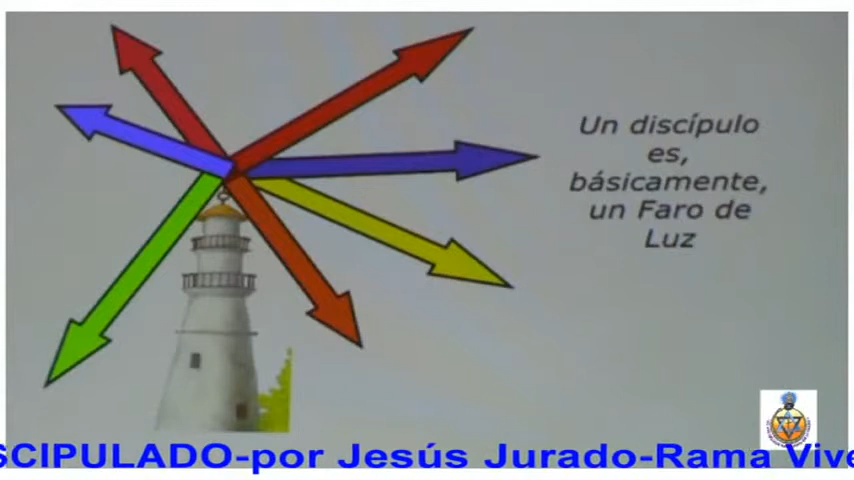 Un discípulo
es,
básicamente,
un Faro de
Luz
SCIPULADO-por Jesús Jurado-Rama Vive